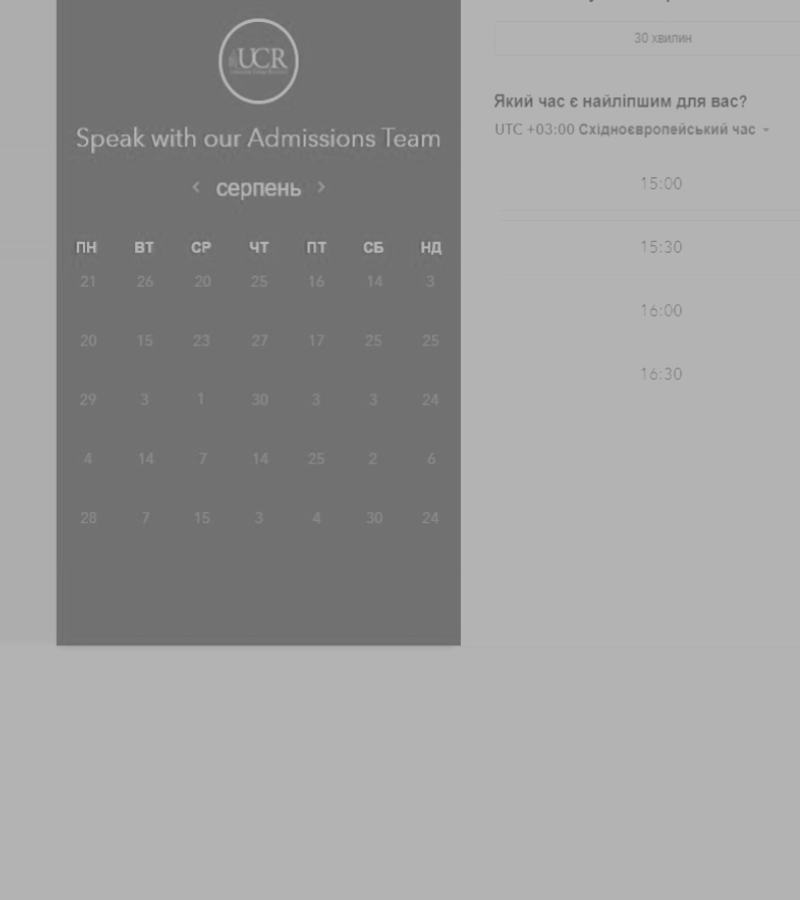 UCR
Speak with our Admissions Team
серпень
ПН ВТ СР ЧТ ПТ СБ НД
21 26 20 25 16 14 3
20 15 23 27 17 25 25
29 3 1 30 3 3 24
4 14 7 14 25 2 6
28 7 15 3 4 30 24
30 хвилин
Який час є найліпшим для вас?
UTC +03:00 Східноєвропейський час
15:00
15:30
16:00
16:30